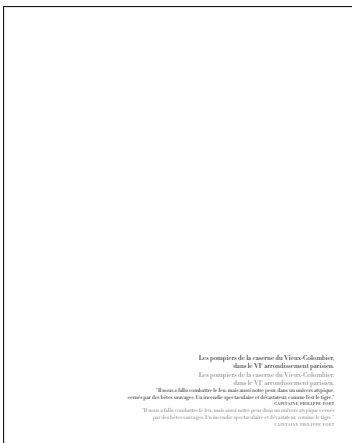 Les pompiers de la caserne du Vieux-Colombier,
dans le VIe arrondissement parisien.
Les pompiers de la caserne du Vieux-Colombier,
dans le VIe arrondissement parisien.
"Il nous a fallu combattre le feu, mais aussi notre peur dans un univers atypique,
cernés par des bêtes sauvages. Un incendie spectaculaire et dévastateur, comme l'est le tigre."
CAPITAINE PHILIPPE FORT
"Il nous a fallu combattre le feu, mais aussi notre peur dans un univers atypique cernés
par des bêtes sauvages. Un incendie spectaculaire et dévastateur, comme le tigre."
CAPITAINE PHILIPPE FORT